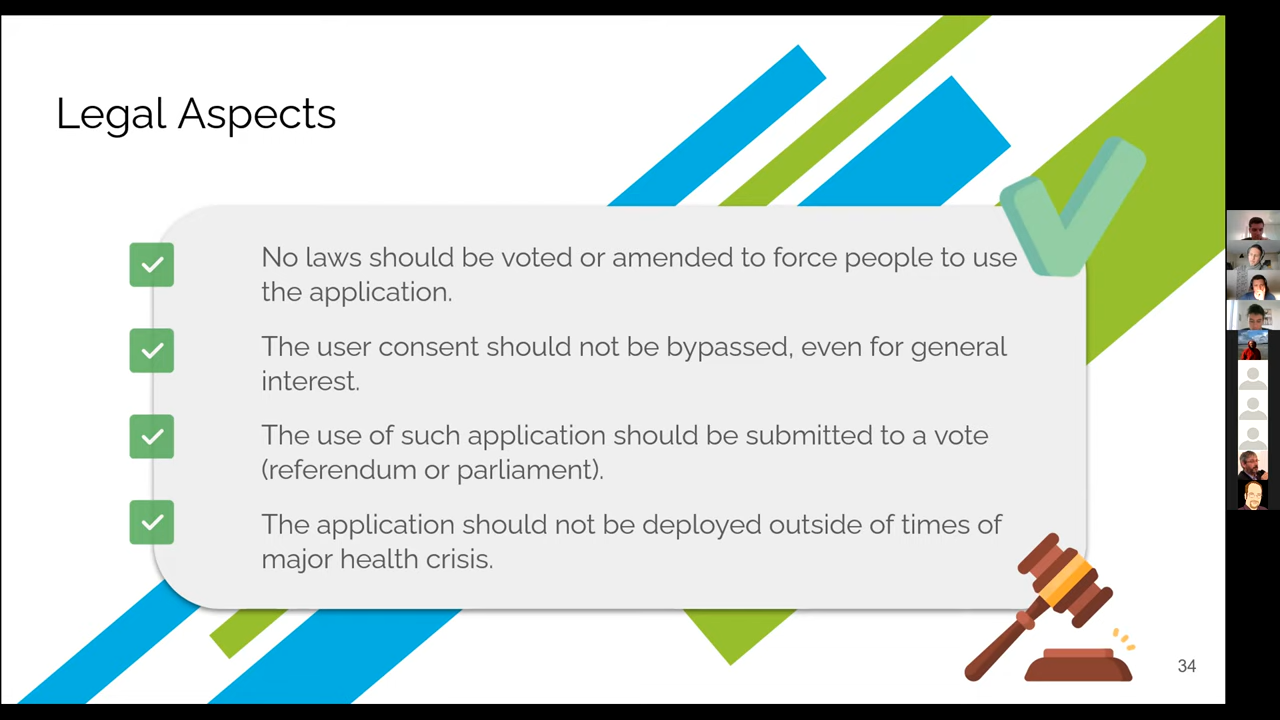 Legal Aspects
No laws should be voted or amended to force people to use
the application.
The user consent should not be bypassed, even for general
interest.
The use of such application should be submitted to a vote
(referendum or parliament).
The application should not be deployed outside of times of
major health crisis.
34